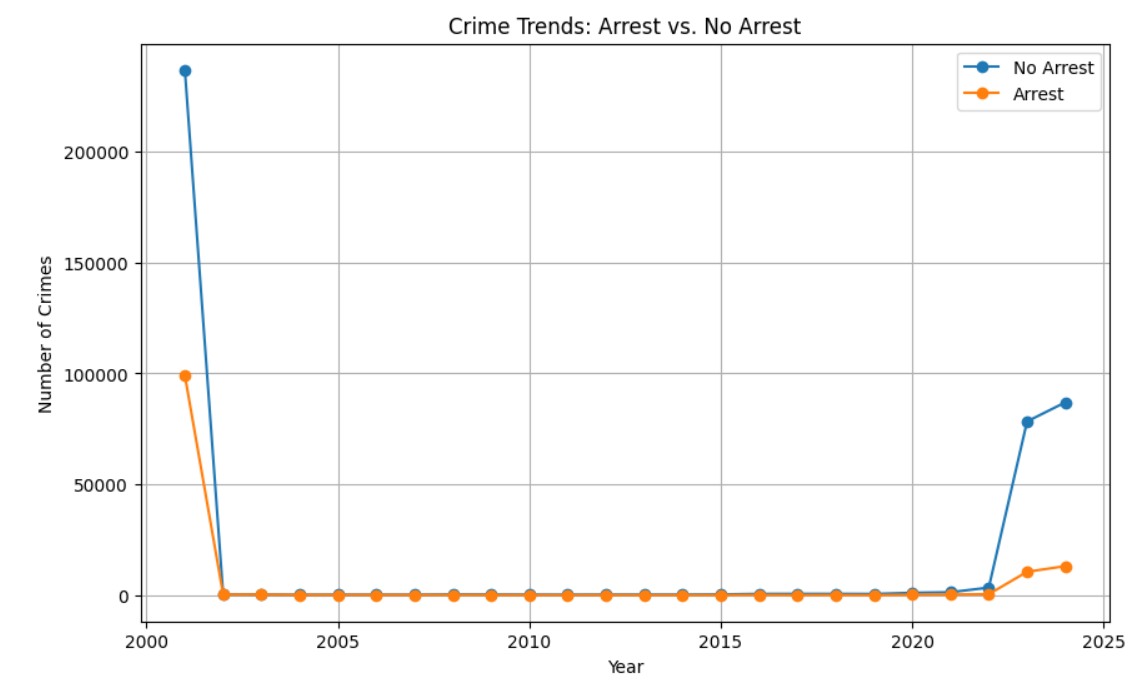 Crime Trends: Arrest vs. No Arrest
No Arrest
Arrest
200000
150000
100000
50000
0
Number of Crimes
2000 2005 2010 2015 2020 2025
Year